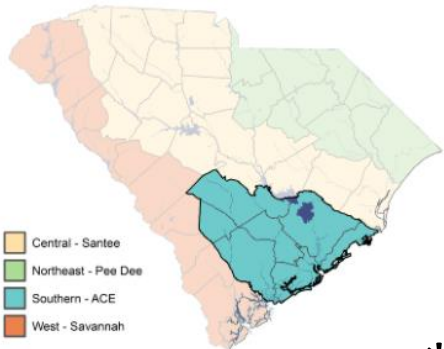 Central - Santee
Northeast - Pee Dee
Southern - ACE
West - Savannah